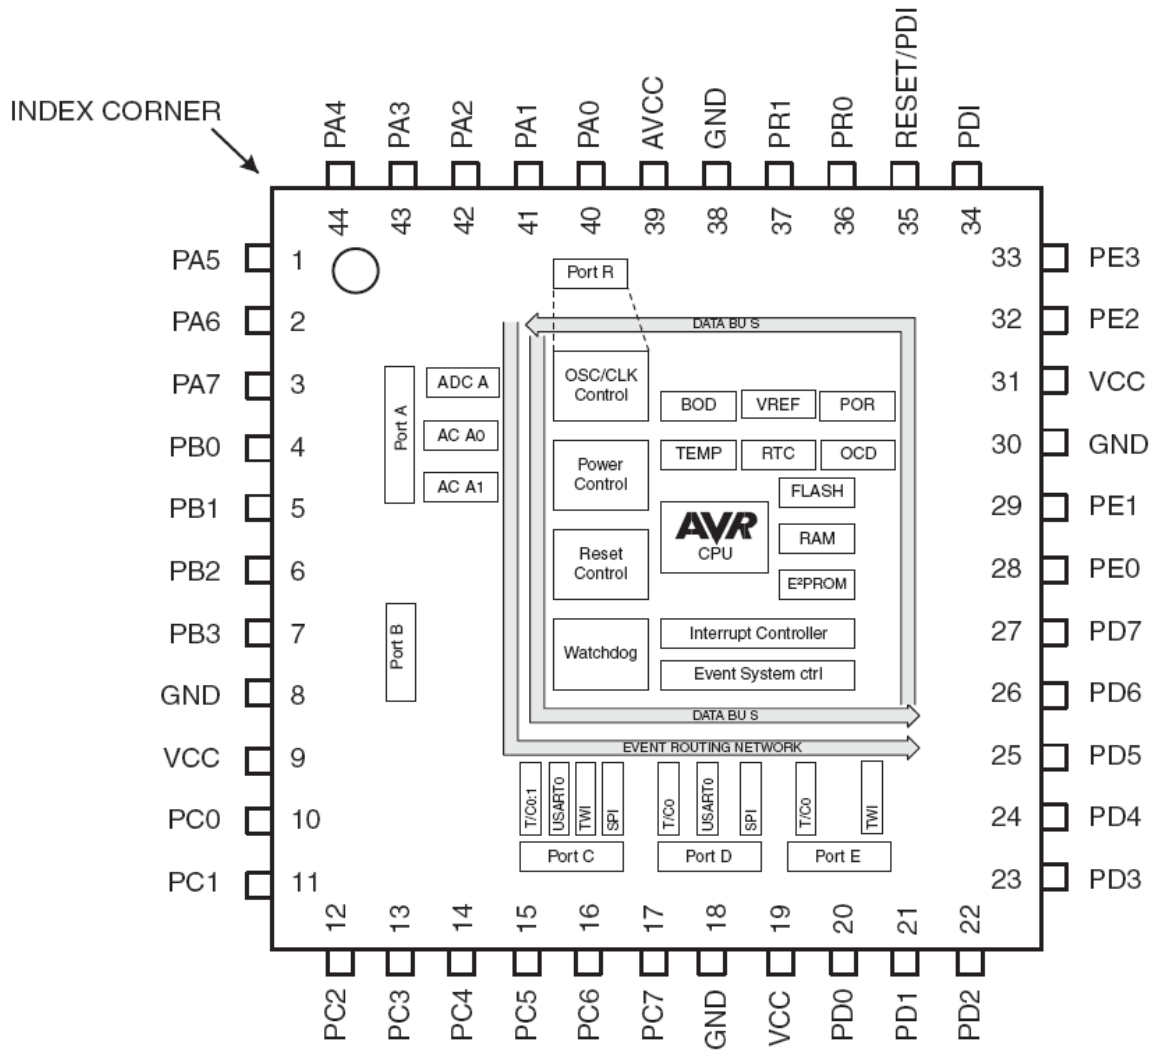 INDEX CORNER
PA4
PA3
PA2
PA1
PA0
AVCC
GND
PR1
PR0
RESET/PDI
PDI
44
43
42
41
40
39
38
37
36
35
34
PA5 1
PA6 2
PA7 3
PB0 4
PB1 5
PB2 6
PB3 7
GND 8
VCC 9
PC0 10
PC1 11
33 PE3
32 PE2
31 VCC
30 GND
29 PE1
28 PE0
27 PD7
26 PD6
25 PD5
24 PD4
23 PD3
Port R
DATA BUS
OSC/CLK
Control
Power
Control
Reset
Control
Watchdog
Port A
ADC A
AC A0
AC A1
Port B
BOD
VREF
POR
TEMP
RTC
OCD
FLASH
AVR
CPU
RAM
E²PROM
Interrupt Controller
Event System ctrl
DATA BUS
EVENT ROUTING NETWORK
T/C0:1
USART0
TWI
SPI
T/C0
USART0
SPI
T/C0
TWI
Port C
Port D
Port E
12
13
14
15
16
17
18
19
20
21
22
PC2
PC3
PC4
PC5
PC6
PC7
GND
VCC
PD0
PD1
PD2